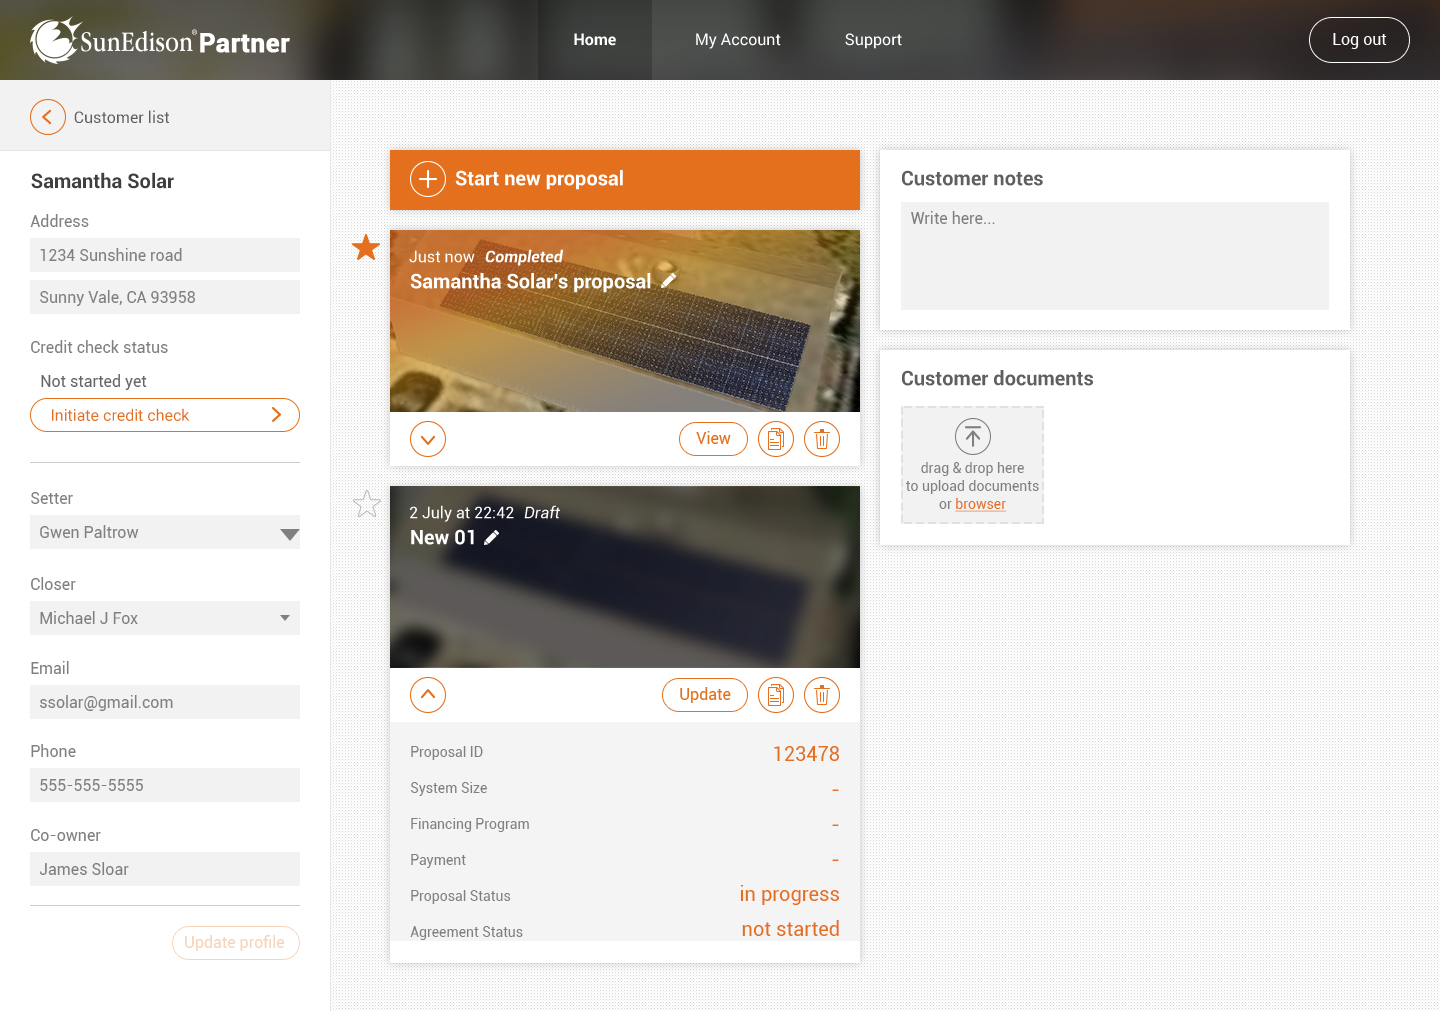 SunEdison® Partner
Home
My Account
Support
Log out
Customer list
Samantha Solar
Address
1234 Sunshine road
Sunny Vale, CA 93958
Credit check status
Not started yet
Initiate credit check
Setter
Gwen Paltrow
Closer
Michael J Fox
Email
ssolar@gmail.com
Phone
555-555-5555
Co-owner
James Sloar
Update profile
Start new proposal
Just now Completed
Samantha Solar's proposal
View
2 July at 22:42 Draft
New 01
Update
Proposal ID 123478
System Size -
Financing Program -
Payment -
Proposal Status in progress
Agreement Status not started
Customer notes
Write here...
Customer documents
drag & drop here
to upload documents
or browser